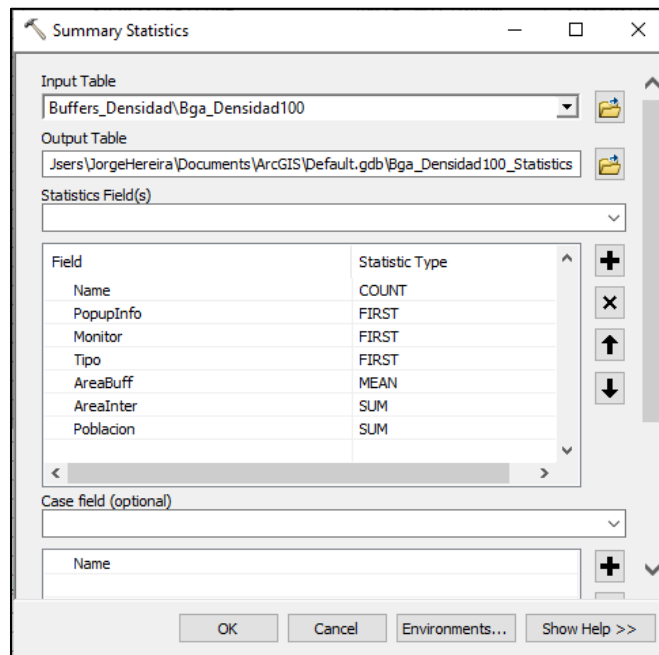 Summary Statistics
Input Table
Buffers_Densidad\Bga_Densidad100
Output Table
Jsers\JorgeHereira\Documents\ArcGIS\Default.gdb\Bga_Densidad100_Statistics
Statistics Field(s)
Field Statistic Type
Name COUNT
PopupInfo FIRST
Monitor FIRST
Tipo FIRST
AreaBuff MEAN
AreaInter SUM
Poblacion SUM
Case field (optional)
Name
OK Cancel Environments... Show Help >>